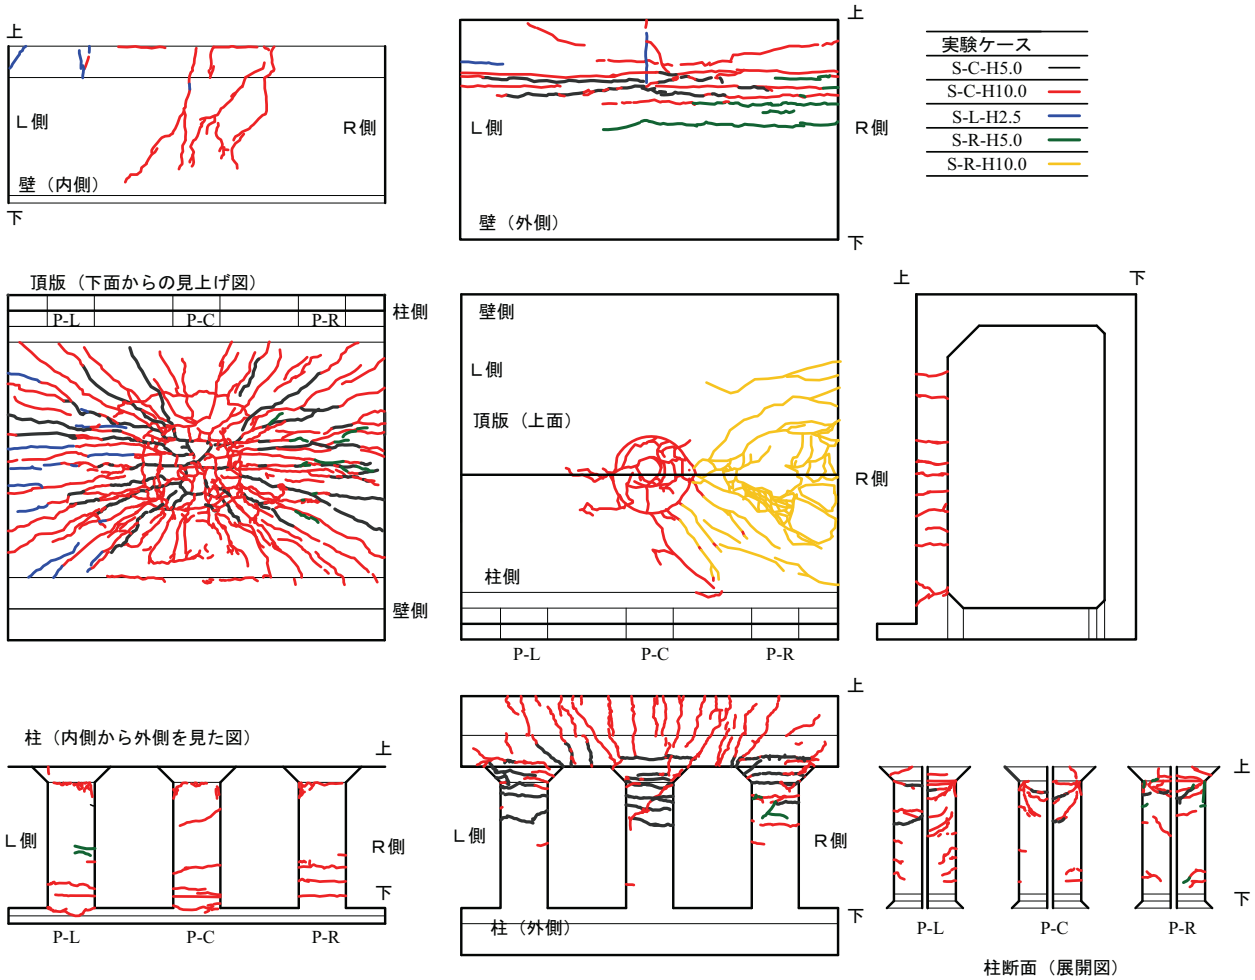 上
L側
R側
壁（内側）
下
上
L側
R側
壁（外側）
下
実験ケース
S-C-H5.0
S-C-H10.0
S-L-H2.5
S-R-H5.0
S-R-H10.0
頂版（下面からの見上げ図）
P-L
P-C
P-R
柱側
壁側
壁側
L側
頂版（上面）
R側
柱側
P-L
P-C
P-R
上
下
柱（内側から外側を見た図）
上
L側
R側
下
P-L
P-C
P-R
上
L側
R側
柱（外側）
下
上
下
P-L
P-C
P-R
柱断面（展開図）